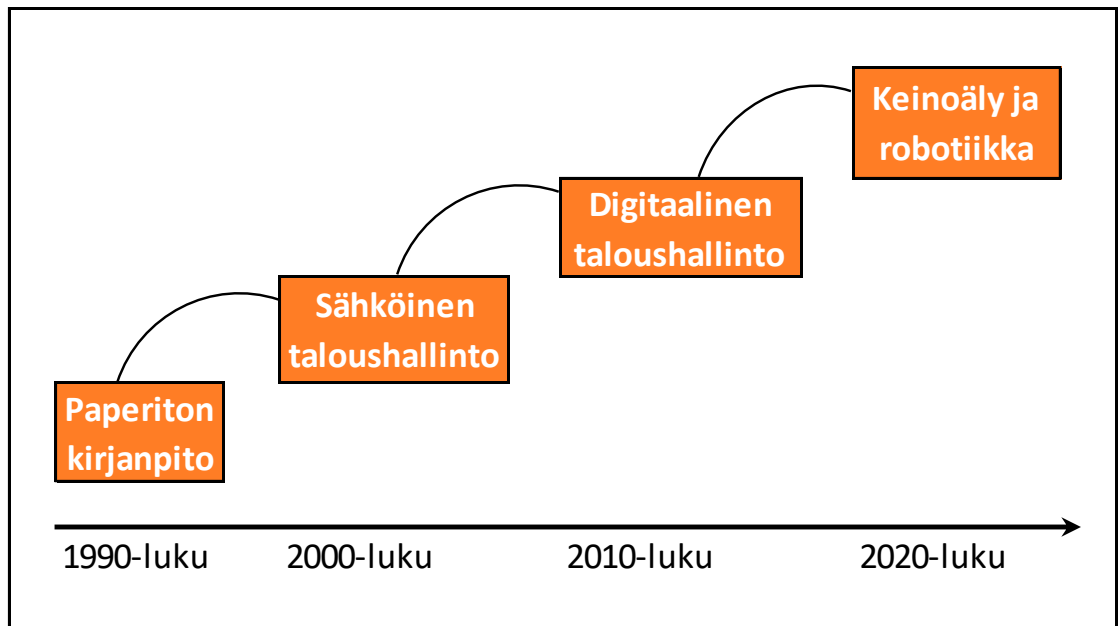 Keinoäly ja
robotiikka
Digitaalinen
taloushallinto
Sähköinen
taloushallinto
Paperiton
kirjanpito
1990-luku
2000-luku
2010-luku
2020-luku